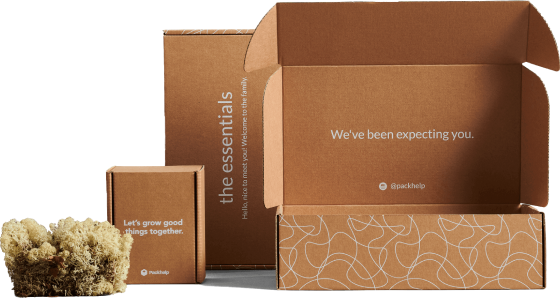 the essentials
Hello, nice to meet you! Welcome to the family.
We've been expecting you.
@packhelp
Let's grow good
things together.
Packhelp